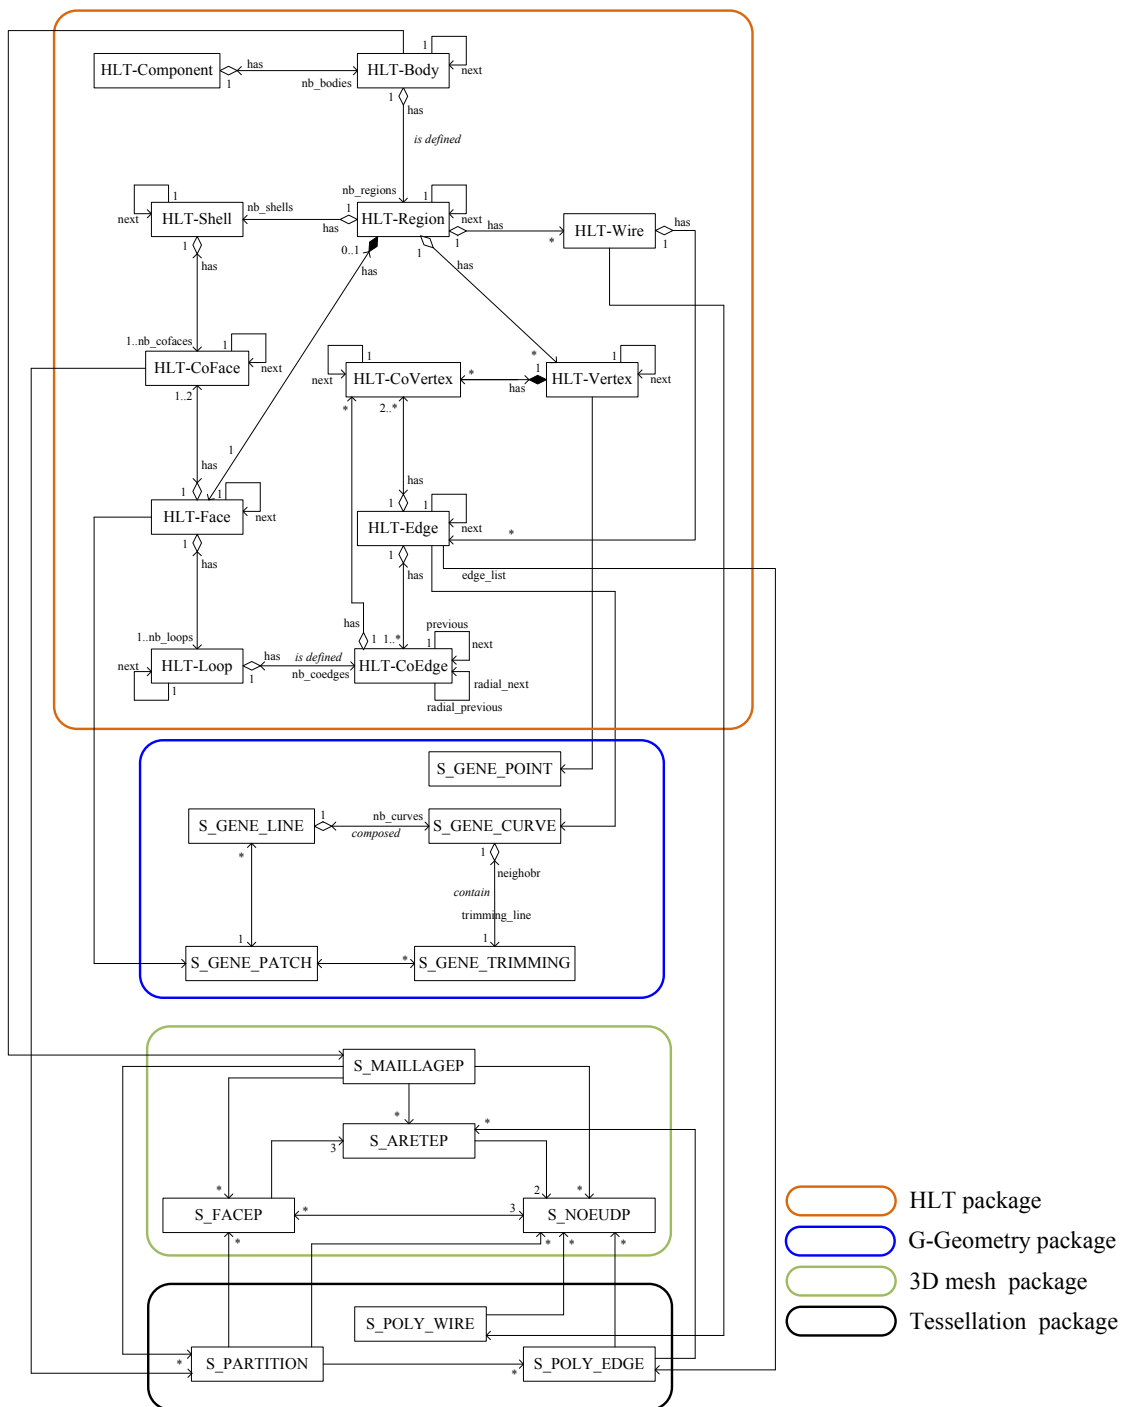 1
HLT-Component
has
HLT-Body
1
nb_bodies
next
1
has
is defined
nb_regions
1
1
nb_shells
1
HLT-Shell
HLT-Region
next
has
next
has
1
HLT-Wire
has
*
1
1
has
0..1
has
1
has
1..nb_cofaces
1
*
1
1
HLT-CoFace
next
HLT-CoVertex
next
*
1
has
HLT-Vertex
next
1..2
*
2..*
1
has
has
1
1
1
1
HLT-Face
next
HLT-Edge
next
*
1
has
1
has
edge_list
1..nb_loops
has
1
1..*
previous
1
next
next
HLT-Loop
has
is defined
HLT-CoEdge
1
nb_coedges
1
radial_next
radial_previous
S_GENE_POINT
1
nb_curves
S_GENE_LINE
composed
S_GENE_CURVE
*
1
neighobr
contain
trimming_line
1
1
S_GENE_PATCH
*
S_GENE_TRIMMING
S_MAILLAGEP
*
*
3
S_ARETEP
*
2
*
S_FACEP
*
3
S_NOEUDP
*
*
*
*
S_POLY_WIRE
*
S_PARTITION
*
S_POLY_EDGE
HLT package
G-Geometry package
3D mesh package
Tessellation package